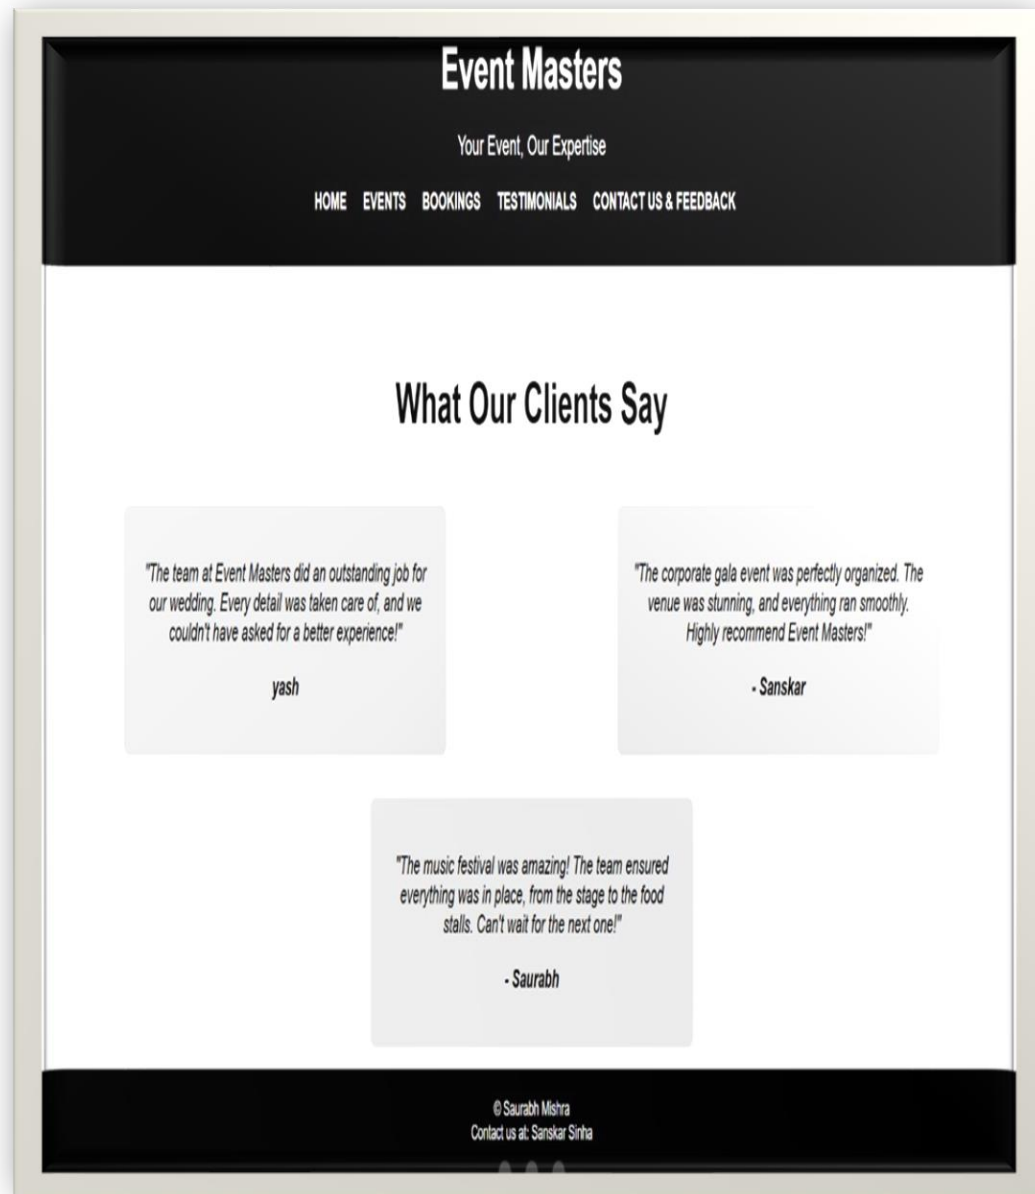 Event Masters
Your Event, Our Expertise
HOME EVENTS BOOKINGS TESTIMONIALS CONTACT US & FEEDBACK
What Our Clients Say
"The team at Event Masters did an outstanding job for
our wedding. Every detail was taken care of, and we
couldn't have asked for a better experience!"
yash
"The corporate gala event was perfectly organized. The
venue was stunning, and everything ran smoothly.
Highly recommend Event Masters!"
- Sanskar
"The music festival was amazing! The team ensured
everything was in place, from the stage to the food
stalls. Can't wait for the next one!"
- Saurabh
© Saurabh Mishra
Contact us at: Sanskar Sinha